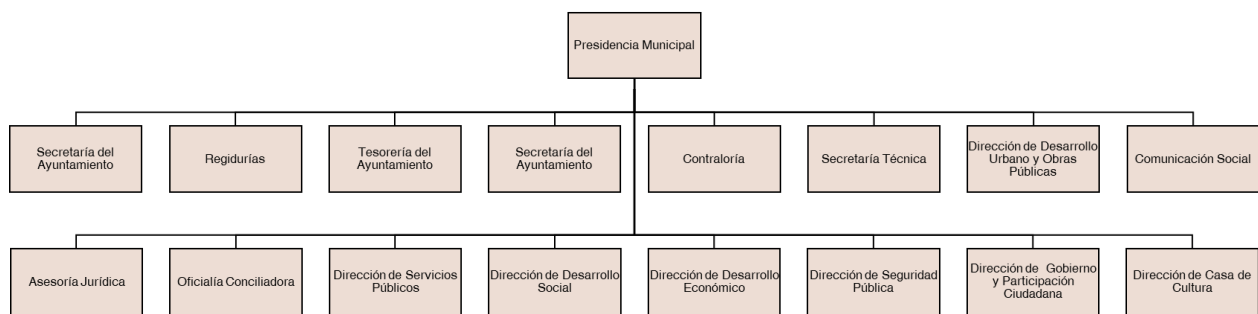 Presidencia Municipal
Secretaría del
Ayuntamiento
Regidurías
Tesorería del
Ayuntamiento
Secretaría del
Ayuntamiento
Contraloría
Secretaría Técnica
Dirección de Desarrollo
Urbano y Obras
Públicas
Comunicación Social
Asesoría Jurídica
Oficialía Conciliadora
Dirección de Servicios
Públicos
Dirección de Desarrollo
Social
Dirección de Desarrollo
Económico
Dirección de Seguridad
Pública
Dirección de Gobierno
y Participación
Ciudadana
Dirección de Casa de
Cultura